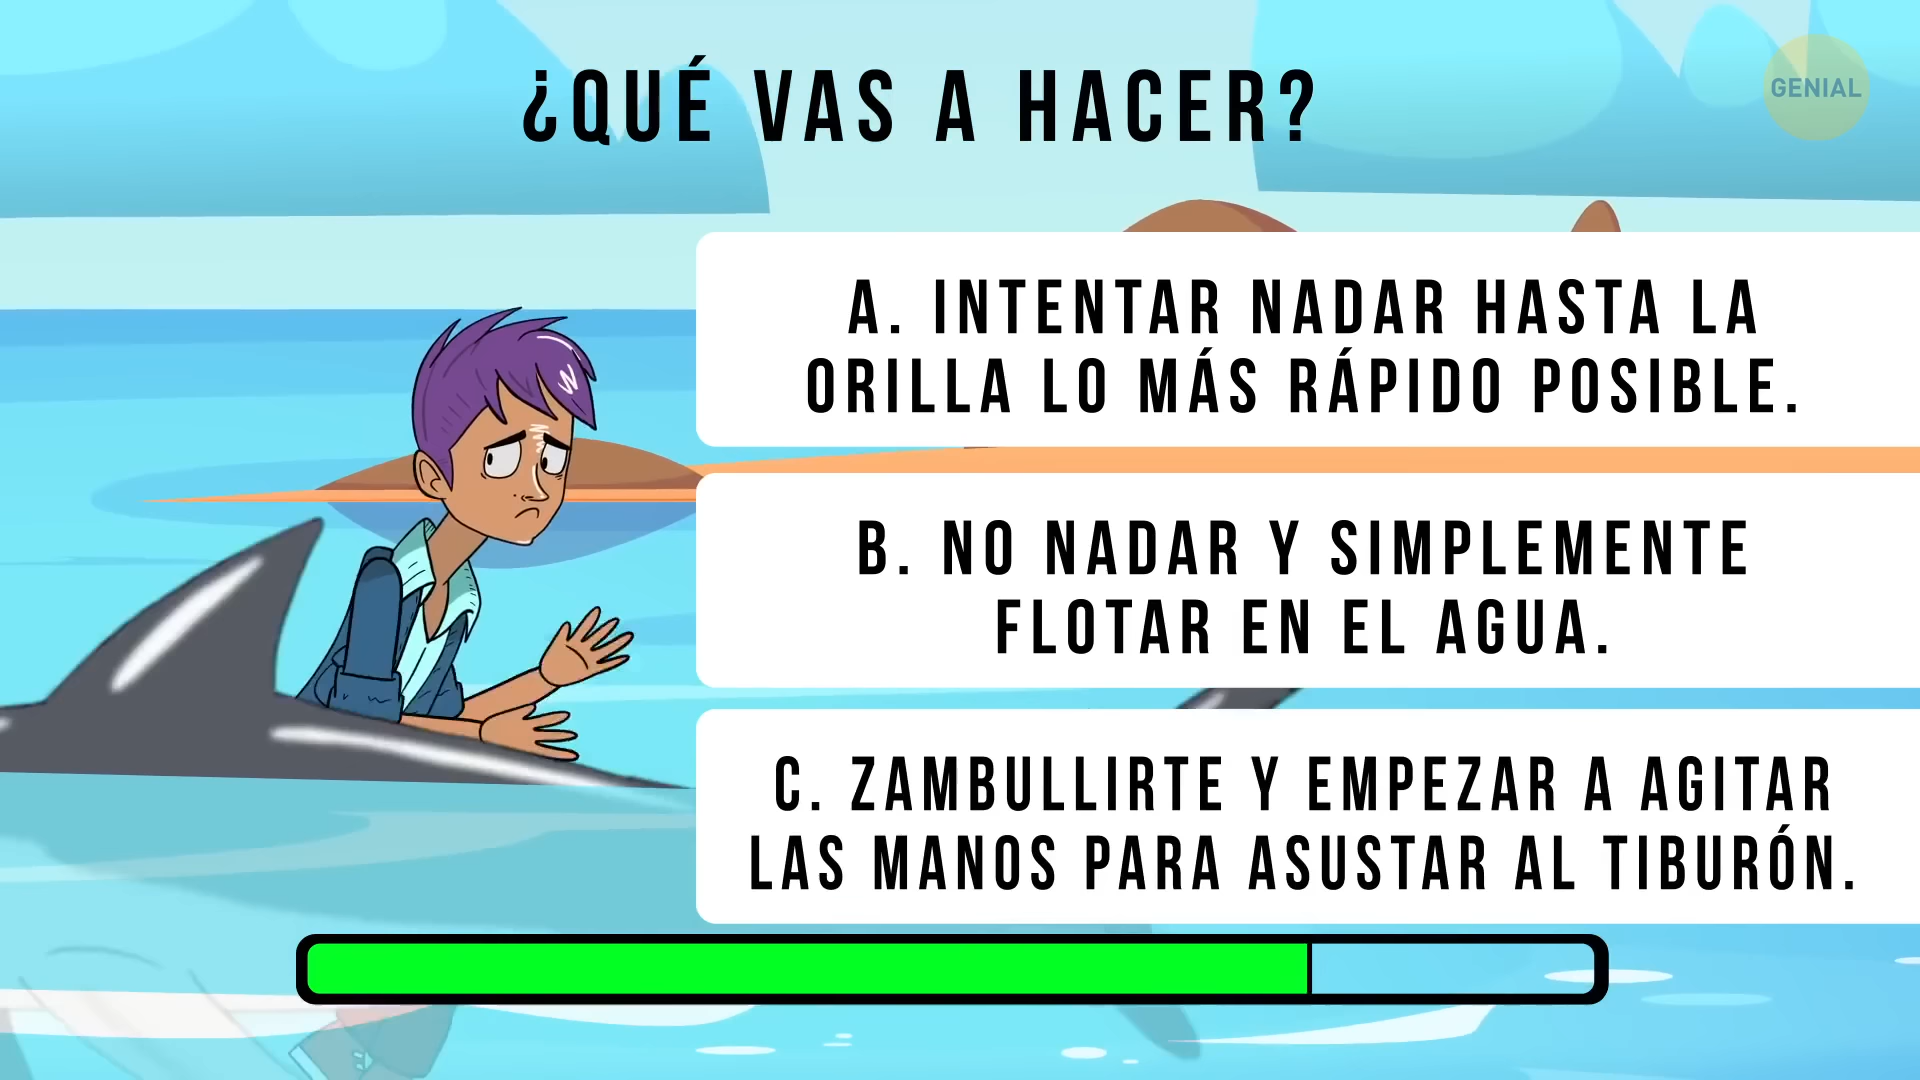 ¿QUÉ VAS A HACER?
GENIAL
A. INTENTAR NADAR HASTA LA
ORILLA LO MÁS RÁPIDO POSIBLE.
B. NO NADAR Y SIMPLEMENTE
FLOTAR EN EL AGUA.
C. ZAMBULLIRTE Y EMPEZAR A AGITAR
LAS MANOS PARA ASUSTAR AL TIBURÓN.